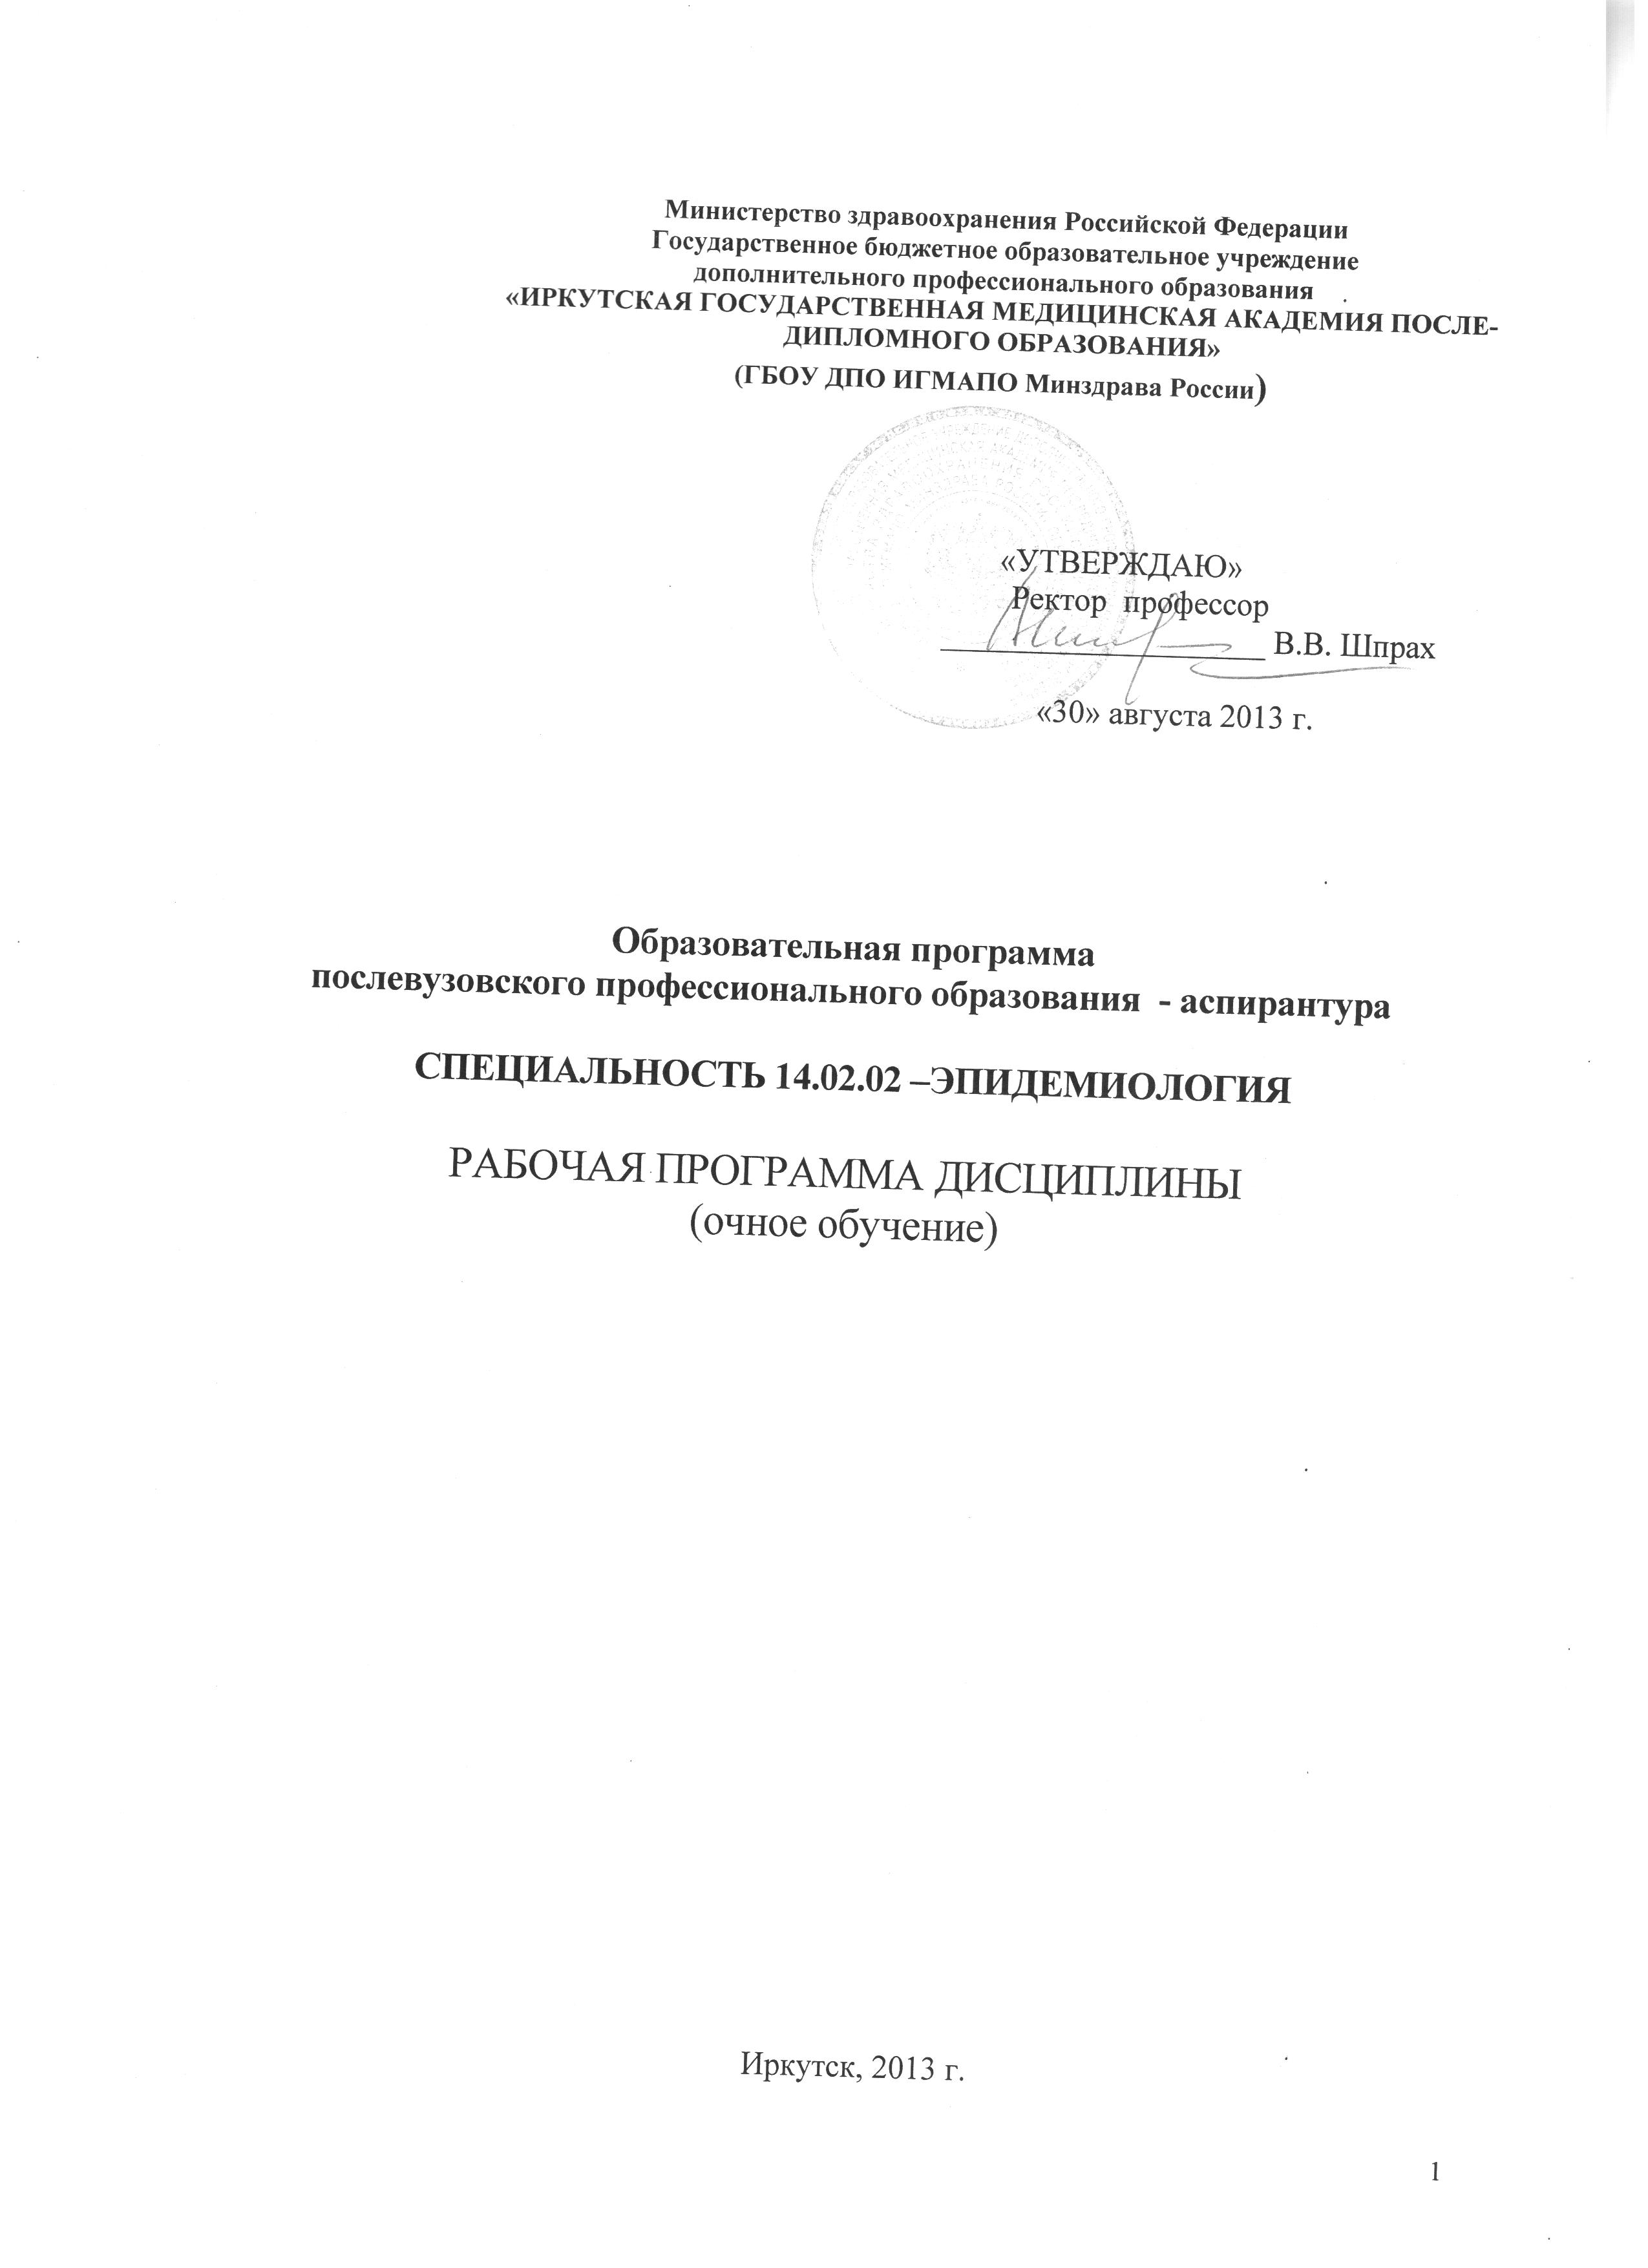 Министерство здравоохранения Российской Федерации
Государственное бюджетное образовательное учреждение
дополнительного профессионального образования
«ИРКУТСКАЯ ГОСУДАРСТВЕННАЯ МЕДИЦИНСКАЯ АКАДЕМИЯ ПОСЛЕ-
ДИПЛОМНОГО ОБРАЗОВАНИЯ»
(ГБОУ ДПО ИГМАПО Минздрава России)
«УТВЕРЖДАЮ»
Ректор профессор
____________________ В.В. Шпрах
«30» августа 2013 г.
Образовательная программа
послевузовского профессионального образования - аспирантура
СПЕЦИАЛЬНОСТЬ 14.02.02 –ЭПИДЕМИОЛОГИЯ
РАБОЧАЯ ПРОГРАММА ДИСЦИПЛИНЫ
(очное обучение)
Иркутск, 2013 г.
1